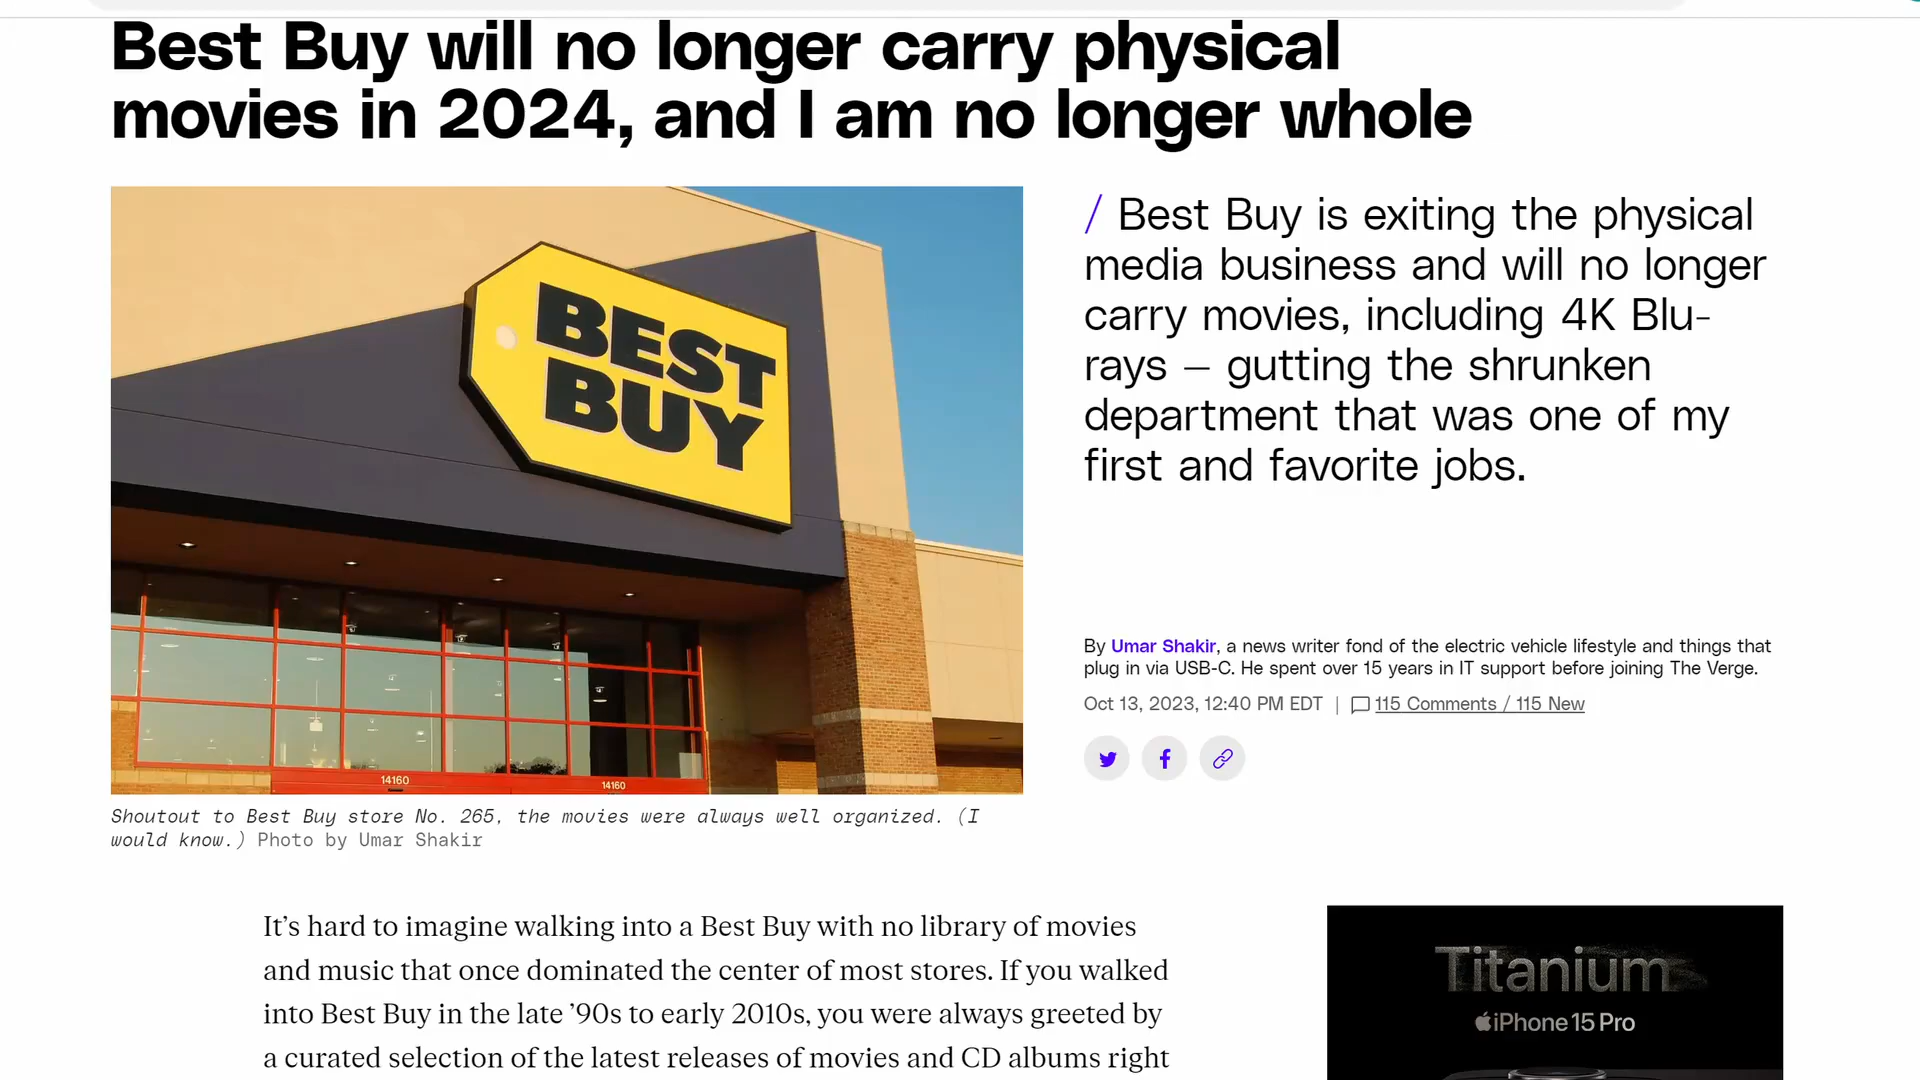 Best Buy will no longer carry physical
movies in 2024, and I am no longer whole
BEST
BUY
14160
14160
Shoutout to Best Buy store No. 265, the movies were always well organized. (I
would know.) Photo by Umar Shakir
/ Best Buy is exiting the physical
media business and will no longer
carry movies, including 4K Blu-
rays — gutting the shrunken
department that was one of my
first and favorite jobs.
By Umar Shakir, a news writer fond of the electric vehicle lifestyle and things that
plug in via USB-C. He spent over 15 years in IT support before joining The Verge.
Oct 13, 2023, 12:40 PM EDT | 115 Comments / 115 New
It’s hard to imagine walking into a Best Buy with no library of movies
and music that once dominated the center of most stores. If you walked
into Best Buy in the late ’90s to early 2010s, you were always greeted by
a curated selection of the latest releases of movies and CD albums right
Titanium
iPhone 15 Pro